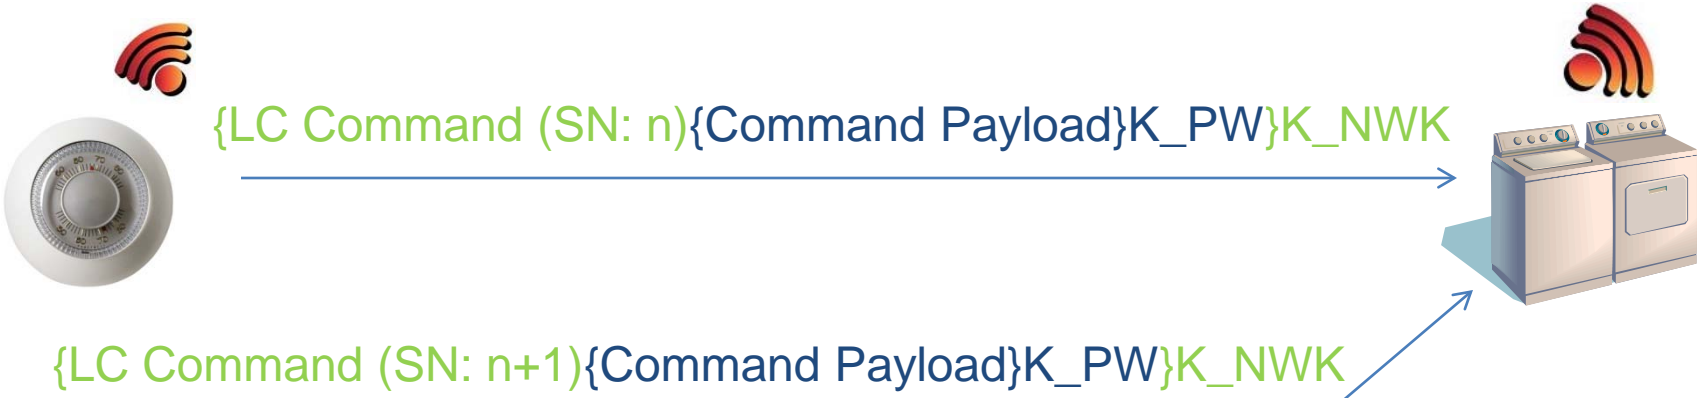 {LC Command (SN: n){Command Payload}K_PW}K_NWK
{LC Command (SN: n+1){Command Payload}K_PW}K_NWK